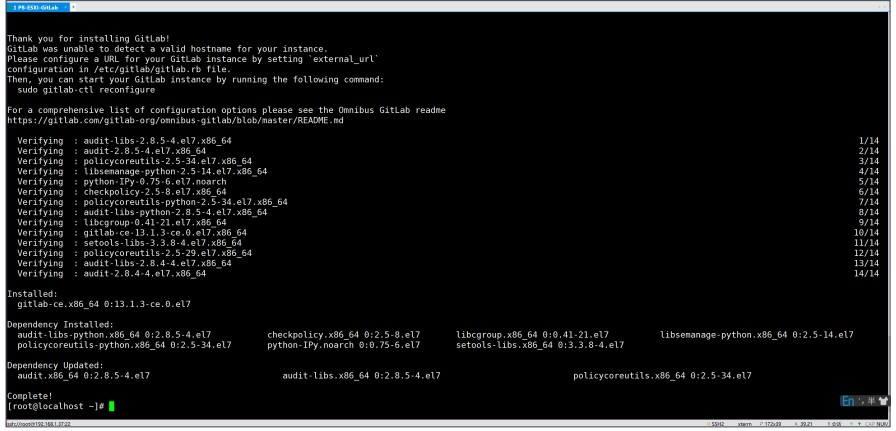 1 PB-ESXi-GitLab
Thank you for installing GitLab!
GitLab was unable to detect a valid hostname for your instance.
Please configure a URL for your GitLab instance by setting `external_url`
configuration in /etc/gitlab/gitlab.rb file.
Then, you can start your GitLab instance by running the following command:
sudo gitlab-ctl reconfigure
For a comprehensive list of configuration options please see the Omnibus GitLab readme
https://gitlab.com/gitlab-org/omnibus-gitlab/blob/master/README.md
Verifying : audit-libs-2.8.5-4.el7.x86_64 1/14
Verifying : audit-2.8.5-4.el7.x86_64 2/14
Verifying : policycoreutils-2.5-34.el7.x86_64 3/14
Verifying : libsemanage-python-2.5-14.el7.x86_64 4/14
Verifying : python-IPy-0.75-6.el7.noarch 5/14
Verifying : checkpolicy-2.5-8.el7.x86_64 6/14
Verifying : policycoreutils-python-2.5-34.el7.x86_64 7/14
Verifying : audit-libs-python-2.8.5-4.el7.x86_64 8/14
Verifying : libcgroup-0.41-21.el7.x86_64 9/14
Verifying : gitlab-ce-13.1.3-ce.0.el7.x86_64 10/14
Verifying : setools-libs-3.3.8-4.el7.x86_64 11/14
Verifying : policycoreutils-2.5-29.el7.x86_64 12/14
Verifying : audit-libs-2.8.4-4.el7.x86_64 13/14
Verifying : audit-2.8.4-4.el7.x86_64 14/14
Installed:
gitlab-ce.x86_64 0:13.1.3-ce.0.el7
Dependency Installed:
audit-libs-python.x86_64 0:2.8.5-4.el7 checkpolicy.x86_64 0:2.5-8.el7 libcgroup.x86_64 0:0.41-21.el7 libsemanage-python.x86_64 0:2.5-14.el7
policycoreutils-python.x86_64 0:2.5-34.el7 python-IPy.noarch 0:0.75-6.el7 setools-libs.x86_64 0:3.3.8-4.el7
Dependency Updated:
audit.x86_64 0:2.8.5-4.el7 audit-libs.x86_64 0:2.8.5-4.el7 policycoreutils.x86_64 0:2.5-34.el7
Complete!
[root@localhost ~]#
En 半
ssh://root@192.168.1.37:22 SSH2 xterm 172x39 39,21 CAP NUM